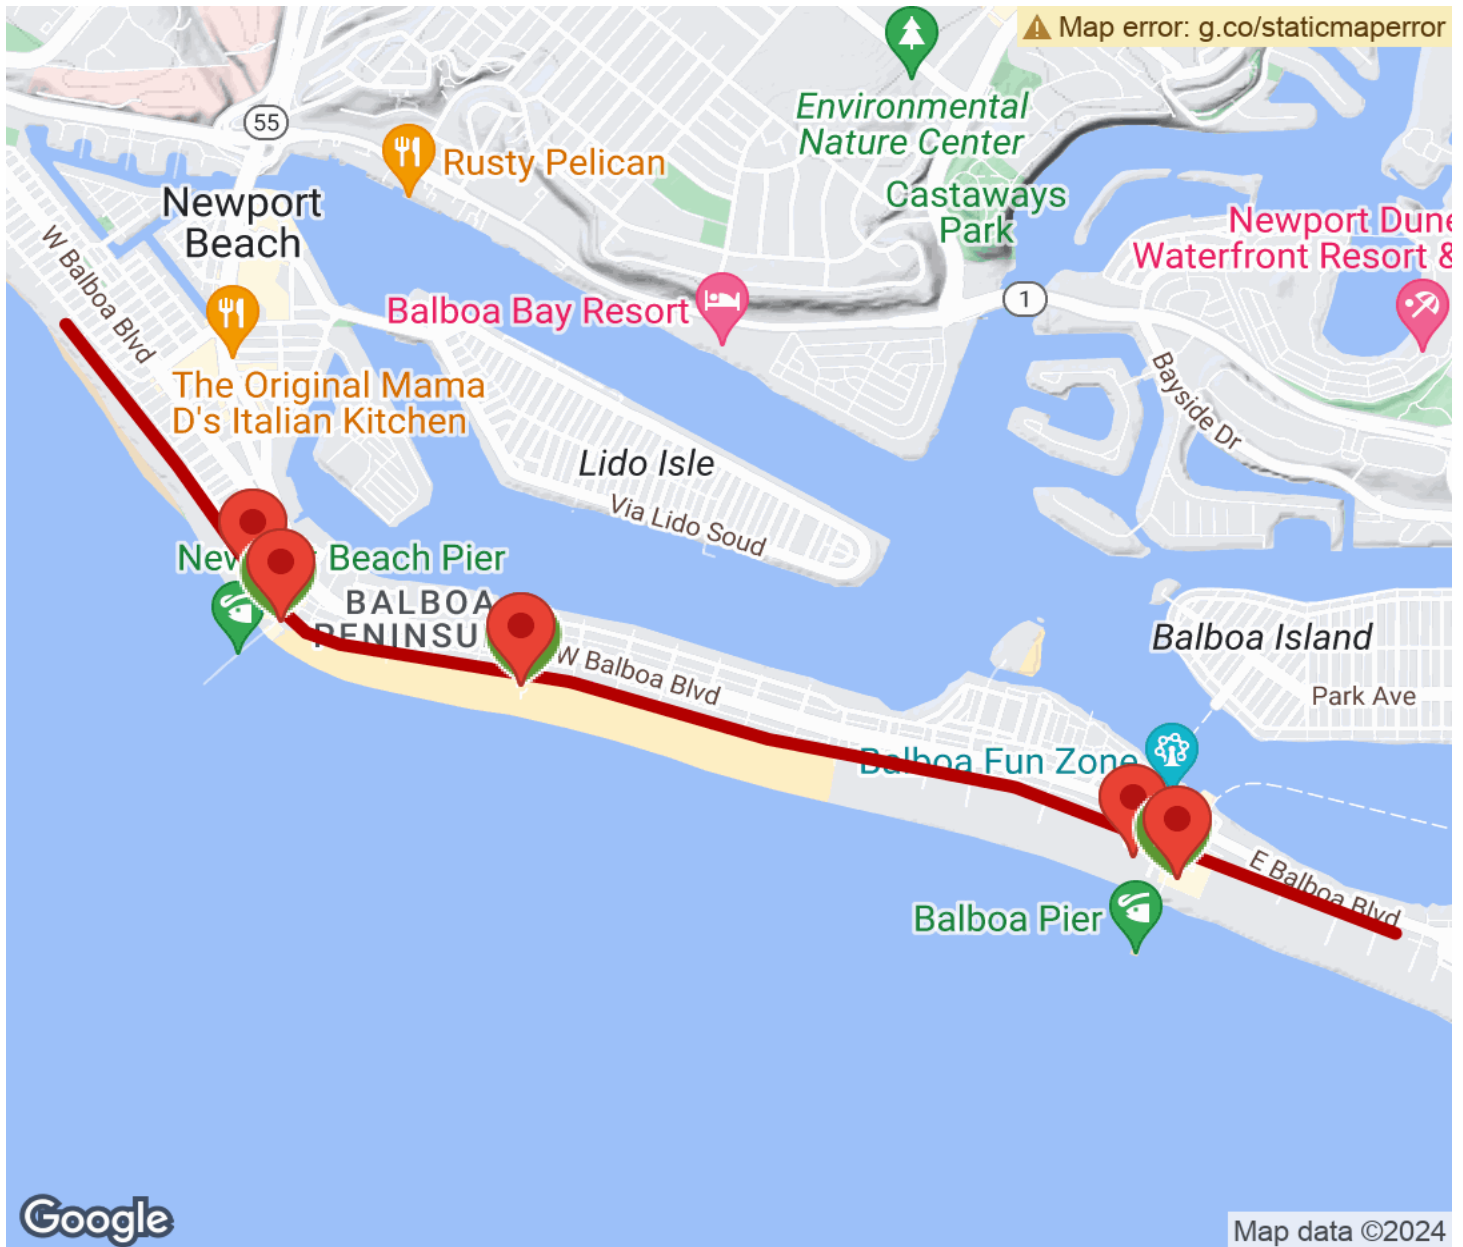 Map error: g.co/staticmaperror
55
Environmental
Nature Center
Rusty Pelican
Castaways
Park
Newport
Beach
Newport Dune
Waterfront Resort &
W Balboa Blvd
Balboa Bay Resort
1
Bayside Dr
The Original Mama
D's Italian Kitchen
Lido Isle
Via Lido Soud
New
Beach Pier
BALBOA
PENINSU
W Balboa Blvd
Balboa Island
Park Ave
Balboa Fun Zone
E Balboa Blvd
Balboa Pier
Google
Map data ©2024